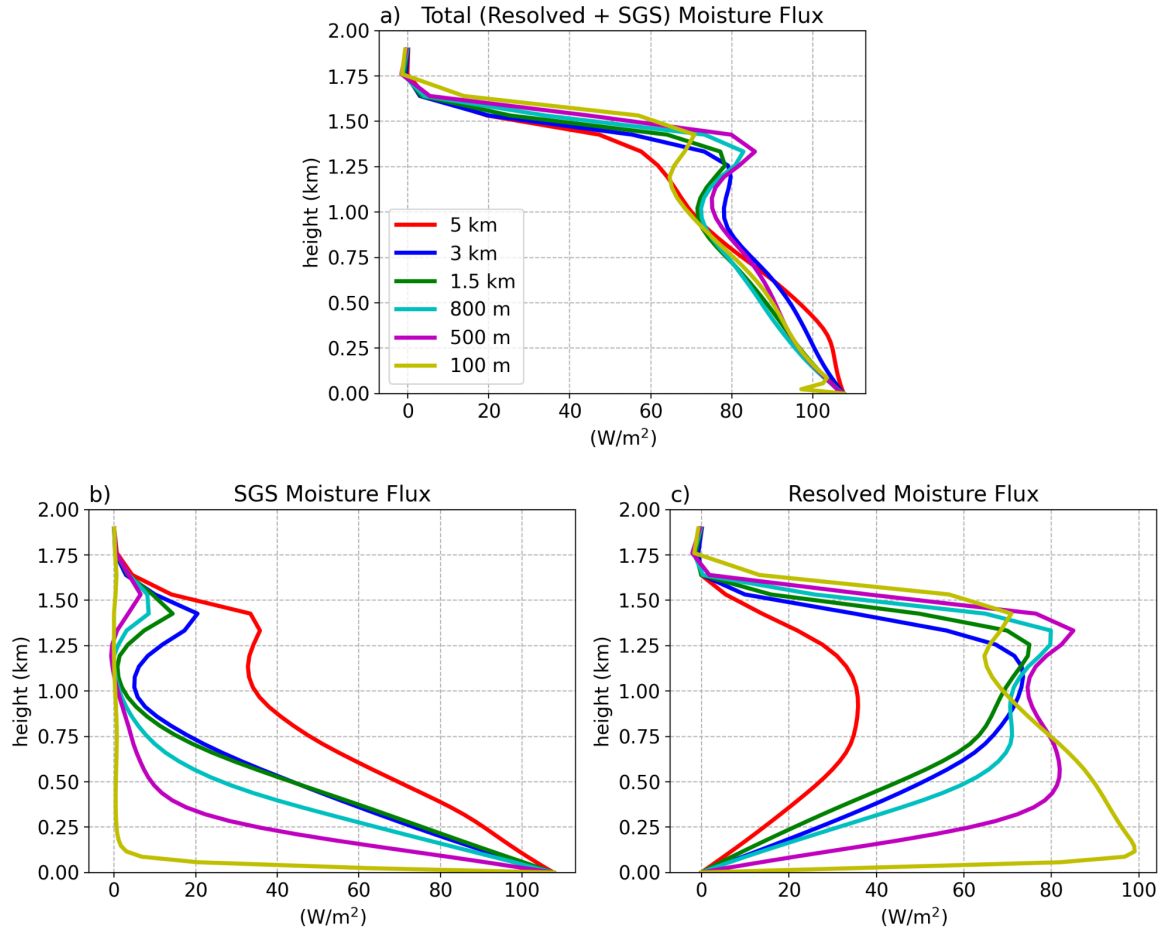 a) Total (Resolved + SGS) Moisture Flux
2.00
1.75
1.50
1.25
1.00
0.75
0.50
0.25
0.00
height (km)
5 km
3 km
1.5 km
800 m
500 m
100 m
0 20 40 60 80 100
(W/m²)
b) SGS Moisture Flux
2.00
1.75
1.50
1.25
1.00
0.75
0.50
0.25
0.00
height (km)
0 20 40 60 80 100
(W/m²)
c) Resolved Moisture Flux
2.00
1.75
1.50
1.25
1.00
0.75
0.50
0.25
0.00
height (km)
0 20 40 60 80 100
(W/m²)